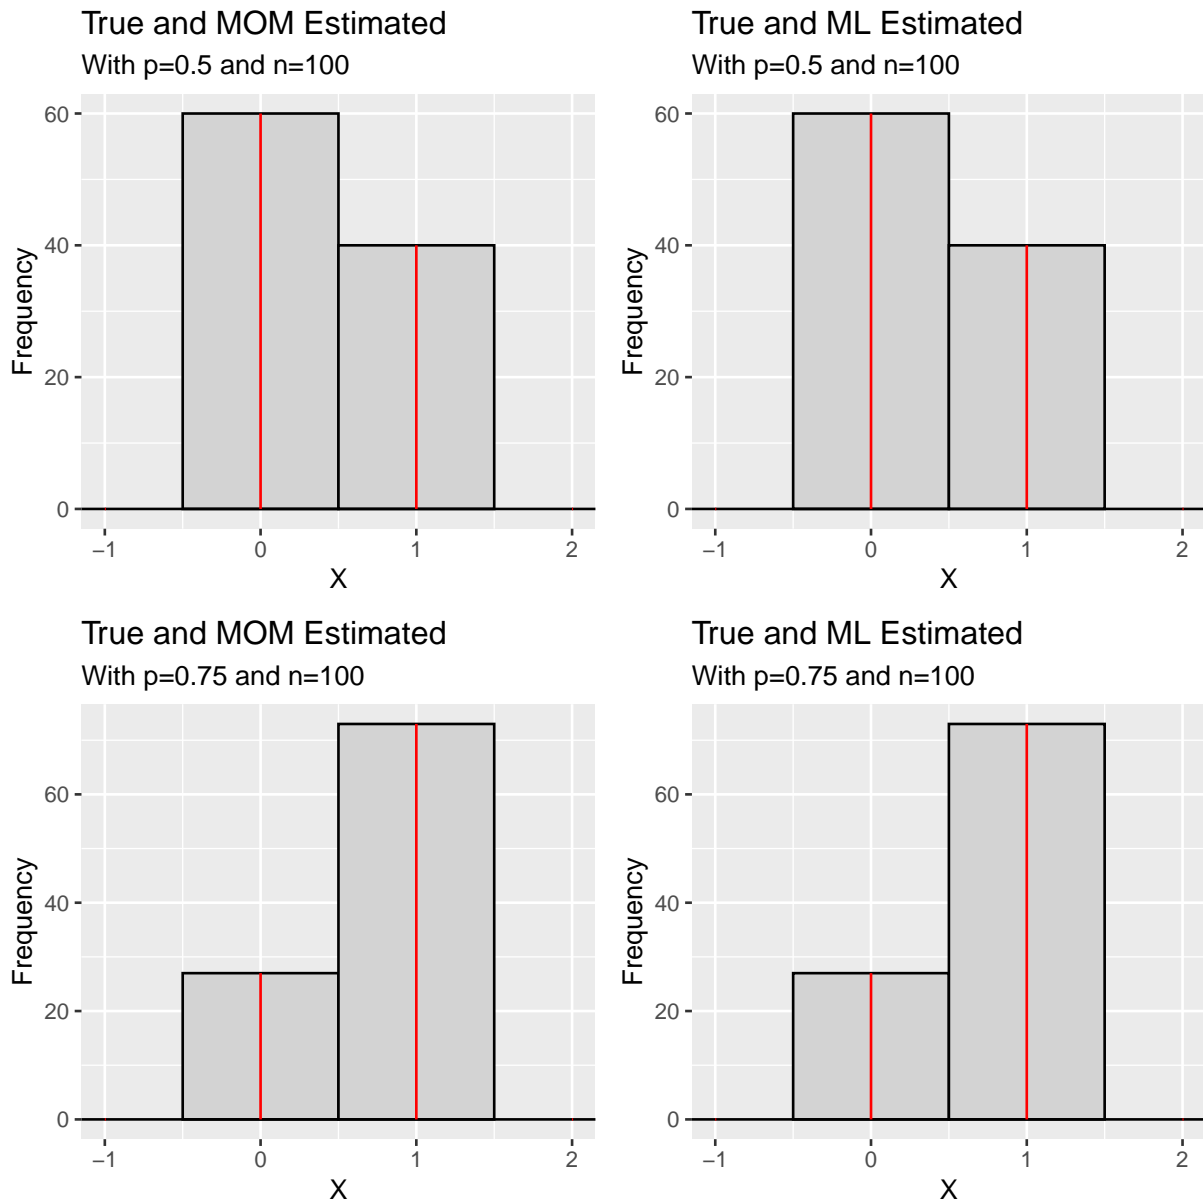 True and MOM Estimated
With p=0.5 and n=100
60
40
20
0
Frequency
−1 0 1 2
X
True and ML Estimated
With p=0.5 and n=100
60
40
20
0
Frequency
−1 0 1 2
X
True and MOM Estimated
With p=0.75 and n=100
60
40
20
0
Frequency
−1 0 1 2
X
True and ML Estimated
With p=0.75 and n=100
60
40
20
0
Frequency
−1 0 1 2
X